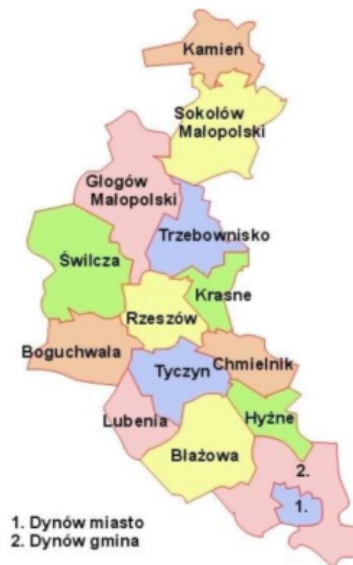 Kamień
Sokołów
Małopolski
Głogów
Małopolski
Trzebownisko
Świlcza
Krasne
Rzeszów
Boguchwała
Chmielnik
Tyczyn
Lubenia
Hyżne
Błażowa
2.
1.
1. Dynów miasto
2. Dynów gmina